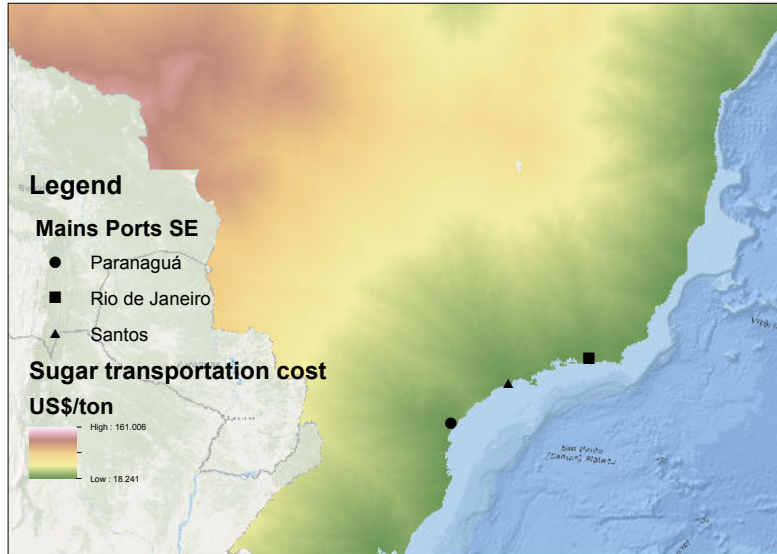 Legend
Mains Ports SE
Paranaguá
Rio de Janeiro
Santos
Sugar transportation cost
US$/ton
High : 161.006
Low : 18.241